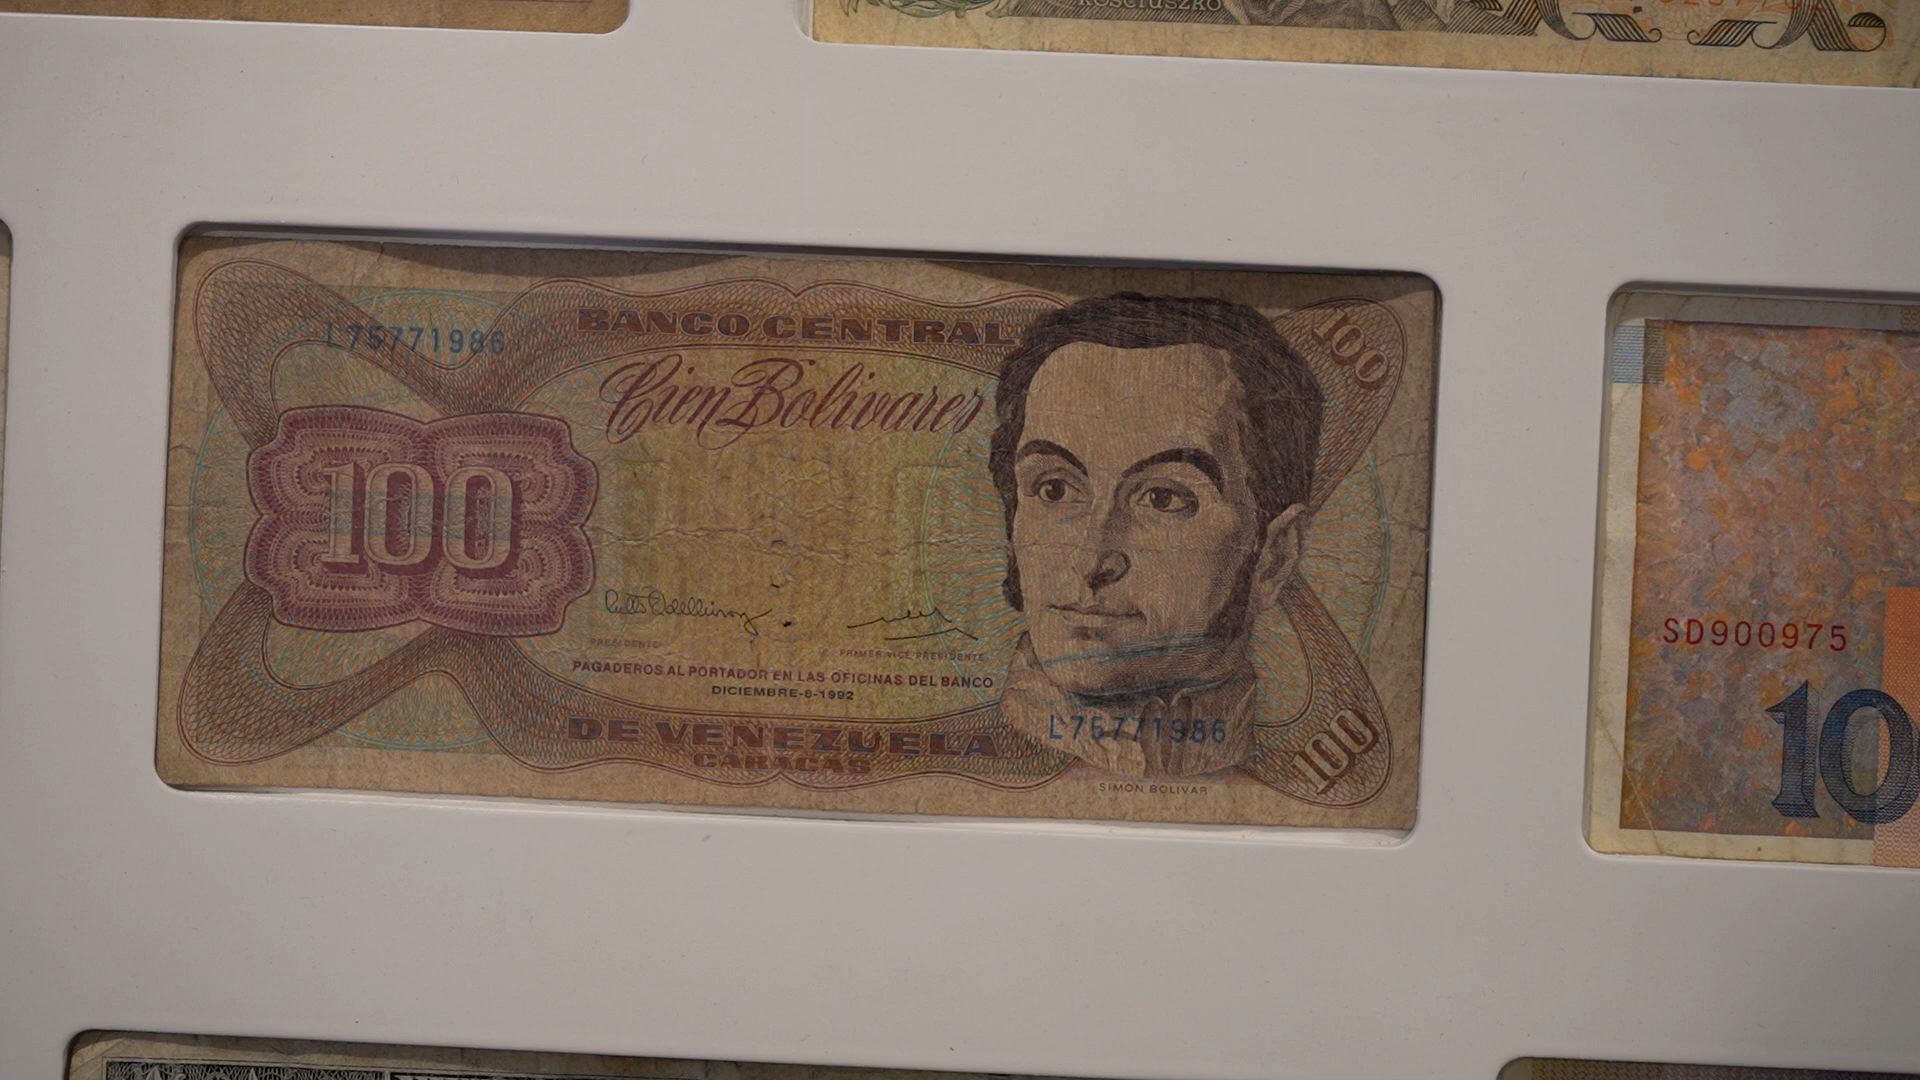 Kościuszko
L75771986
BANCO CENTRAL
100
Cien Bolivares
100
PRESIDENTE
PRIMER VICE PRESIDENTE
PAGADEROS AL PORTADOR EN LAS OFICINAS DEL BANCO
DICIEMBRE-8-1992
DE VENEZUELA
CARACAS
L75771986
100
SIMON BOLIVAR
SD900975
10